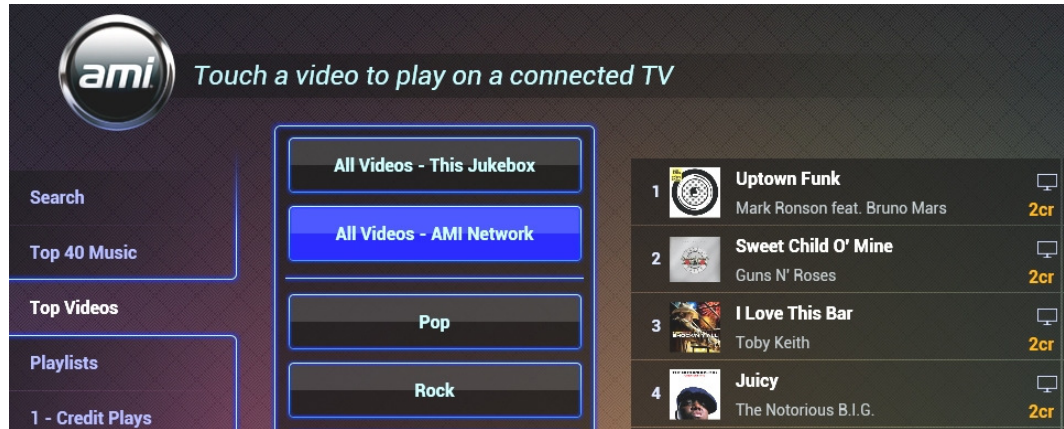 ami
Touch a video to play on a connected TV
Search
Top 40 Music
Top Videos
Playlists
1 - Credit Plays
All Videos - This Jukebox
All Videos - AMI Network
Pop
Rock
1
Uptown Funk
Mark Ronson feat. Bruno Mars
2cr
2
Sweet Child O' Mine
Guns N' Roses
2cr
3
I Love This Bar
Toby Keith
2cr
4
Juicy
The Notorious B.I.G.
2cr